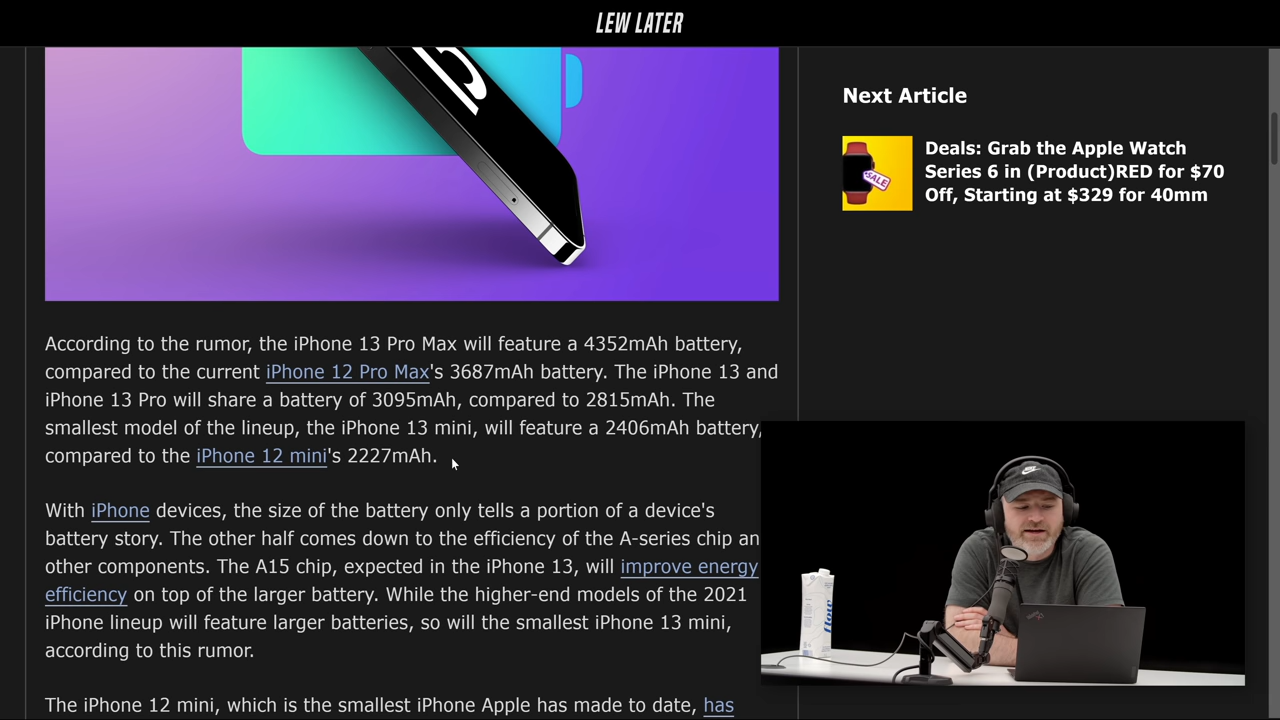 LEW LATER
According to the rumor, the iPhone 13 Pro Max will feature a 4352mAh battery,
compared to the current iPhone 12 Pro Max's 3687mAh battery. The iPhone 13 and
iPhone 13 Pro will share a battery of 3095mAh, compared to 2815mAh. The
smallest model of the lineup, the iPhone 13 mini, will feature a 2406mAh battery,
compared to the iPhone 12 mini's 2227mAh.
With iPhone devices, the size of the battery only tells a portion of a device's
battery story. The other half comes down to the efficiency of the A-series chip an
other components. The A15 chip, expected in the iPhone 13, will improve energy
efficiency on top of the larger battery. While the higher-end models of the 2021
iPhone lineup will feature larger batteries, so will the smallest iPhone 13 mini,
according to this rumor.
The iPhone 12 mini, which is the smallest iPhone Apple has made to date, has
Next Article
Deals: Grab the Apple Watch
Series 6 in (Product)RED for $70
Off, Starting at $329 for 40mm
SALE
flow